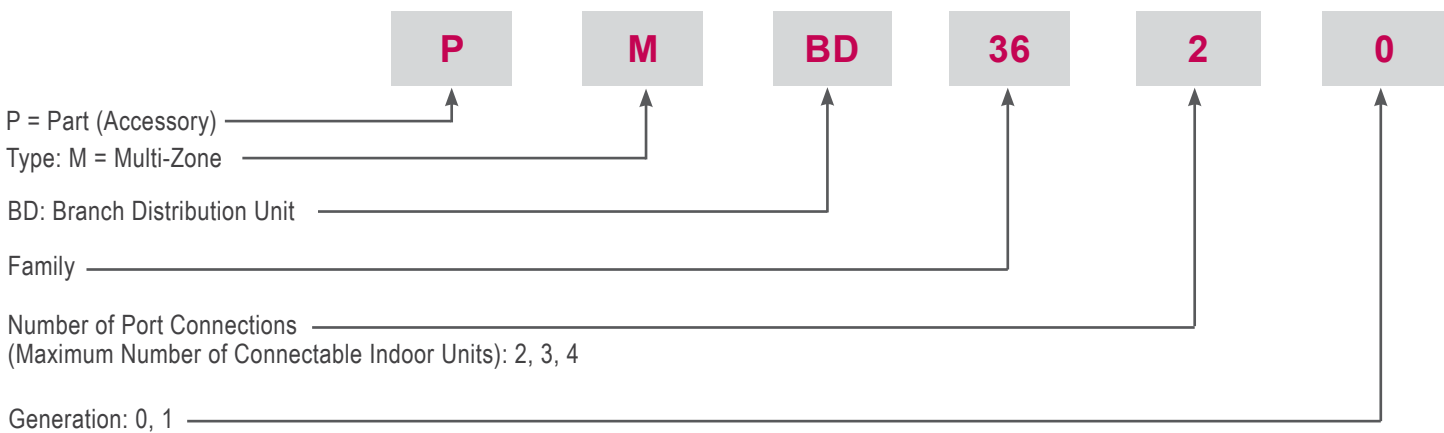 P M BD 36 2 0
P = Part (Accessory)
Type: M = Multi-Zone
BD: Branch Distribution Unit
Family
Number of Port Connections
(Maximum Number of Connectable Indoor Units): 2, 3, 4
Generation: 0, 1